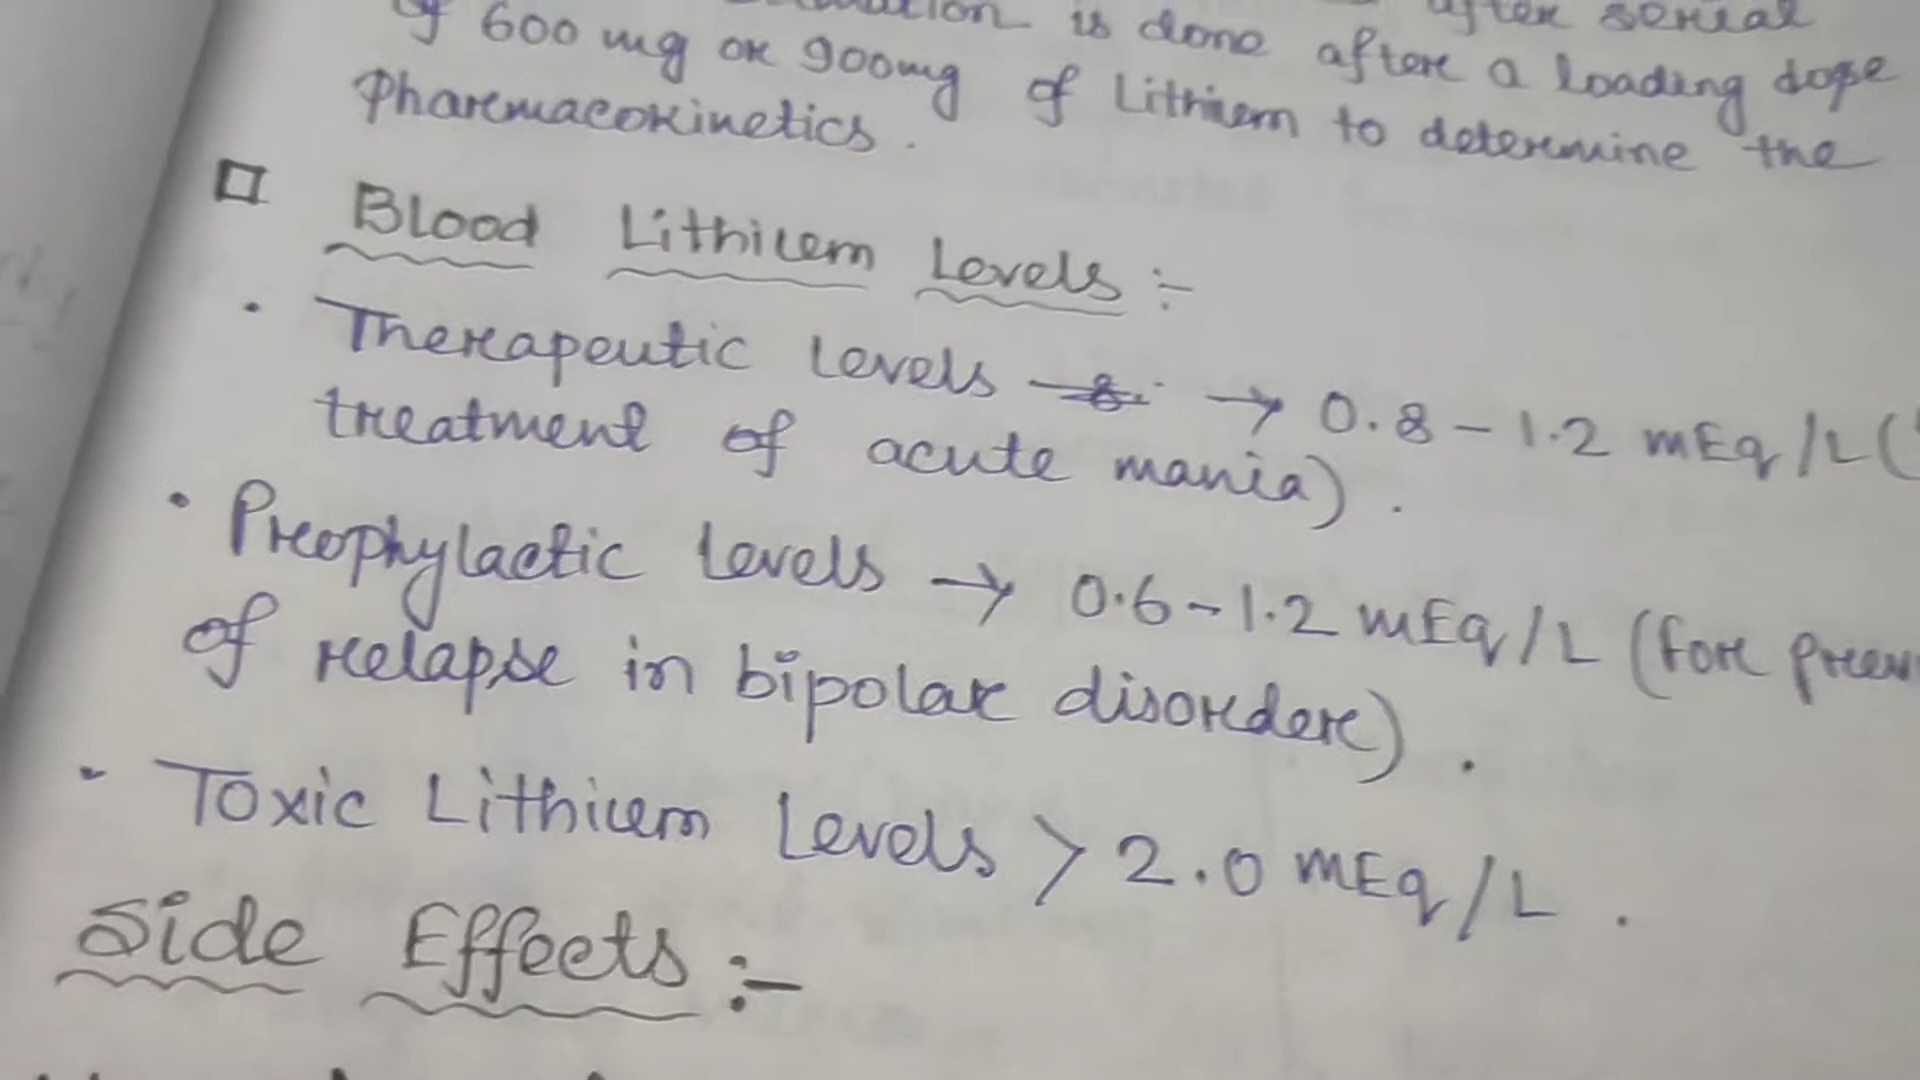 is done after serial
of 600 mg or 900mg of Lithium to determine the
after a loading dose
Pharmacokinetics.
Blood Lithium Levels :-
• Therapeutic Levels → 0.8 - 1.2 mEq/L (
treatment of acute mania).
• Prophylactic Levels → 0.6 - 1.2 mEq/L (for
of relapse in bipolar disorder).
• Toxic Lithium Levels > 2.0 mEq/L.
Side Effects :-